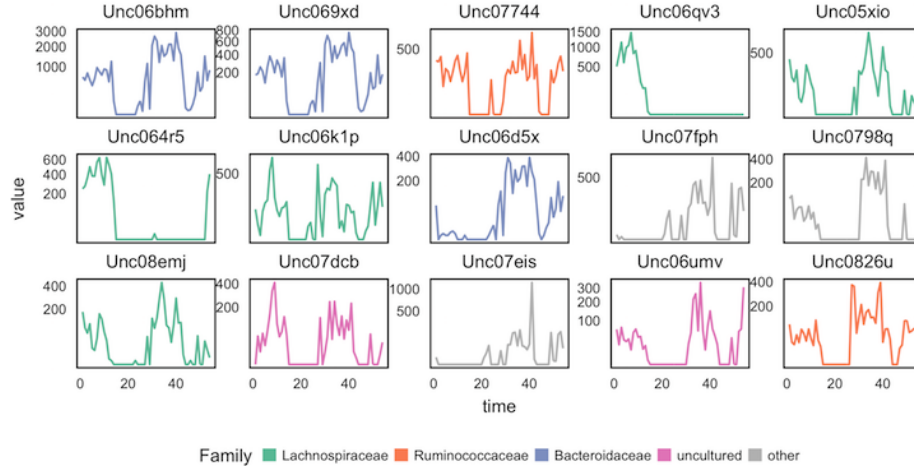 Unc06bhm Unc069xd Unc07744 Unc06qv3 Unc05xio
3000 800 1500
2000 600 500 1000 500
1000 400 500
200
Unc064r5 Unc06k1p Unc06d5x Unc07fph Unc0798q
600 500 400 500 400
400 200 200
200
value
Unc08emj Unc07dcb Unc07eis Unc06umv Unc0826u
400 400 1000 300 400
200 200 500 200 200
100
0 20 40 0 20 40 0 20 40 0 20 40 0 20 40
time
Family Lachnospiraceae Ruminococcaceae Bacteroidaceae uncultured other